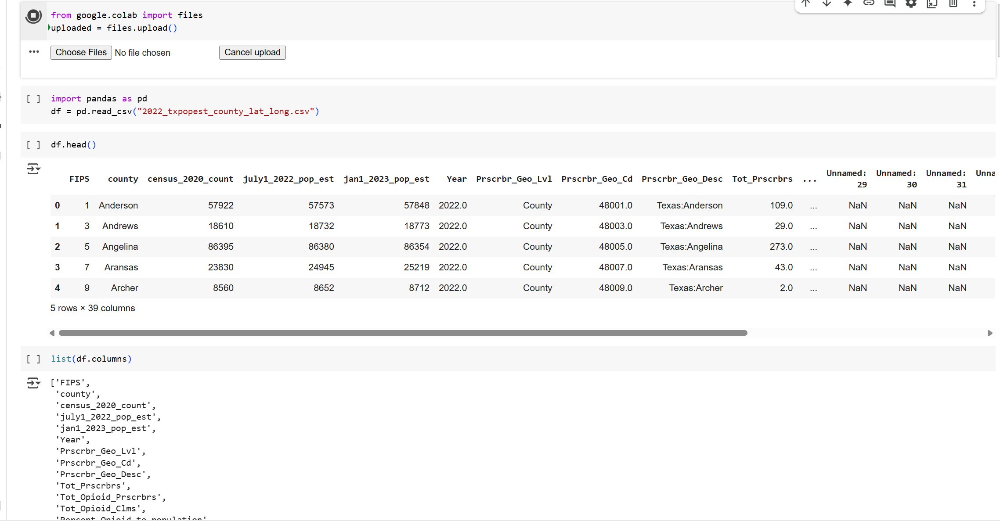 from google.colab import files
uploaded = files.upload()
Choose Files No file chosen Cancel upload
[ ] import pandas as pd
df = pd.read_csv("2022_txpopest_county_lat_long.csv")
[ ] df.head()
FIPS county census_2020_count july1_2022_pop_est jan1_2023_pop_est Year Prscrbr_Geo_Lvl Prscrbr_Geo_Cd Prscrbr_Geo_Desc Tot_Prscrbrs ... Unnamed: 29 Unnamed: 30 Unnamed: 31 Unna
0 1 Anderson 57922 57573 57848 2022.0 County 48001.0 Texas:Anderson 109.0 ... NaN NaN NaN
1 3 Andrews 18610 18732 18773 2022.0 County 48003.0 Texas:Andrews 29.0 ... NaN NaN NaN
2 5 Angelina 86395 86380 86354 2022.0 County 48005.0 Texas:Angelina 273.0 ... NaN NaN NaN
3 7 Aransas 23830 24945 25219 2022.0 County 48007.0 Texas:Aransas 43.0 ... NaN NaN NaN
4 9 Archer 8560 8652 8712 2022.0 County 48009.0 Texas:Archer 2.0 ... NaN NaN NaN
5 rows × 39 columns
[ ] list(df.columns)
['FIPS',
'county',
'census_2020_count',
'july1_2022_pop_est',
'jan1_2023_pop_est',
'Year',
'Prscrbr_Geo_Lvl',
'Prscrbr_Geo_Cd',
'Prscrbr_Geo_Desc',
'Tot_Prscrbrs',
'Tot_Opioid_Prscrbrs',
'Tot_Opioid_Clms',